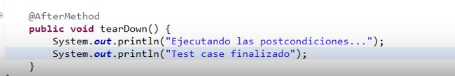 @AfterMethod
public void tearDown() {
System.out.println("Ejecutando las postcondiciones...");
System.out.println("Test case finalizado");
}